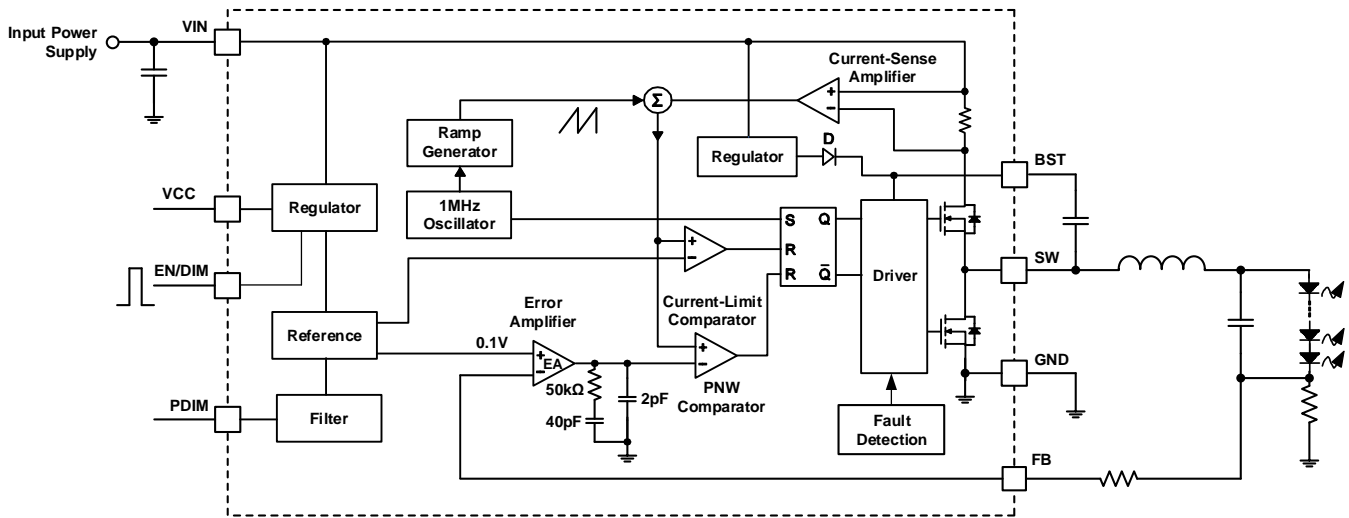 Input Power
Supply
VIN
Current-Sense
Amplifier
+
−
Σ
Ramp
Generator
Regulator
D
BST
VCC
Regulator
1MHz
Oscillator
S Q
R
R Q̅
+
−
Driver
SW
EN/DIM
Error
Amplifier
Current-Limit
Comparator
Reference
0.1V
+
−
EA
+
−
PNW
Comparator
GND
50kΩ
2pF
40pF
PDIM
Filter
Fault
Detection
FB